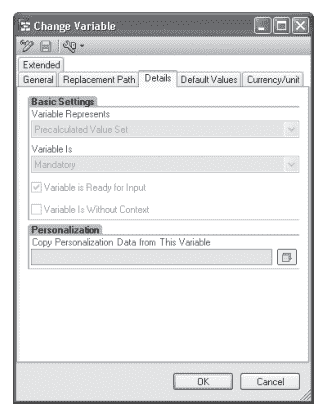 Change Variable
Extended
General Replacement Path Details Default Values Currency/unit
Basic Settings
Variable Represents
Precalculated Value Set
Variable Is
Mandatory
Variable is Ready for Input
Variable Is Without Context
Personalization
Copy Personalization Data from This Variable
OK Cancel